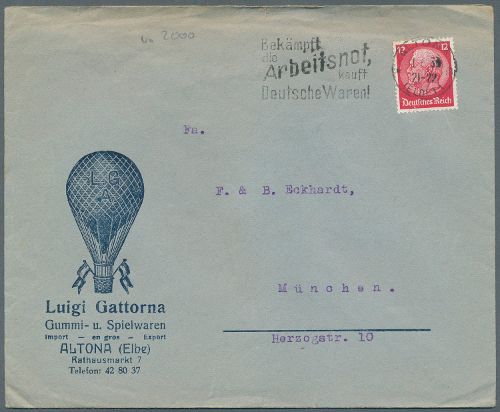 Bekämpft
die
Arbeitsnot,
kauft
Deutsche Waren!
12 12
Deutsches Reich
Fa.
F. & B. Eckhardt,
München.
Herzogstr. 10
L G
A
Luigi Gattorna
Gummi- u. Spielwaren
Import — en gros — Export
ALTONA (Elbe)
Rathausmarkt 7
Telefon: 42 80 37